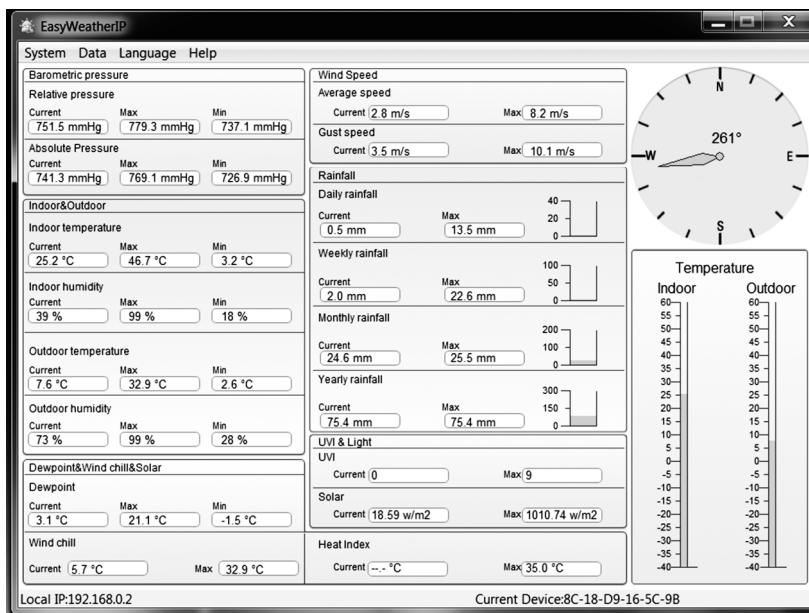 EasyWeatherIP
System Data Language Help
Barometric pressure
Relative pressure
Current Max Min
751.5 mmHg 779.3 mmHg 737.1 mmHg
Absolute Pressure
Current Max Min
741.3 mmHg 769.1 mmHg 726.9 mmHg
Indoor&Outdoor
Indoor temperature
Current Max Min
25.2 °C 46.7 °C 3.2 °C
Indoor humidity
Current Max Min
39 % 99 % 18 %
Outdoor temperature
Current Max Min
7.6 °C 32.9 °C 2.6 °C
Outdoor humidity
Current Max Min
73 % 99 % 28 %
Dewpoint&Wind chill&Solar
Dewpoint
Current Max Min
3.1 °C 21.1 °C -1.5 °C
Wind chill
Current 5.7 °C Max 32.9 °C
Wind Speed
Average speed
Current 2.8 m/s Max 8.2 m/s
Gust speed
Current 3.5 m/s Max 10.1 m/s
Rainfall
Daily rainfall
Current Max
0.5 mm 13.5 mm
40
20
0
Weekly rainfall
Current Max
2.0 mm 22.6 mm
100
50
0
Monthly rainfall
Current Max
24.6 mm 25.5 mm
200
100
0
Yearly rainfall
Current Max
75.4 mm 75.4 mm
300
150
0
UVI & Light
UVI
Current 0 Max 9
Solar
Current 18.59 w/m2 Max 1010.74 w/m2
Heat Index
Current --.- °C Max 35.0 °C
N
261°
W E
S
Temperature
Indoor Outdoor
60 60
55 55
50 50
45 45
40 40
35 35
30 30
25 25
20 20
15 15
10 10
5 5
0 0
-5 -5
-10 -10
-15 -15
-20 -20
-25 -25
-30 -30
-35 -35
-40 -40
Local IP:192.168.0.2 Current Device:8C-18-D9-16-5C-9B